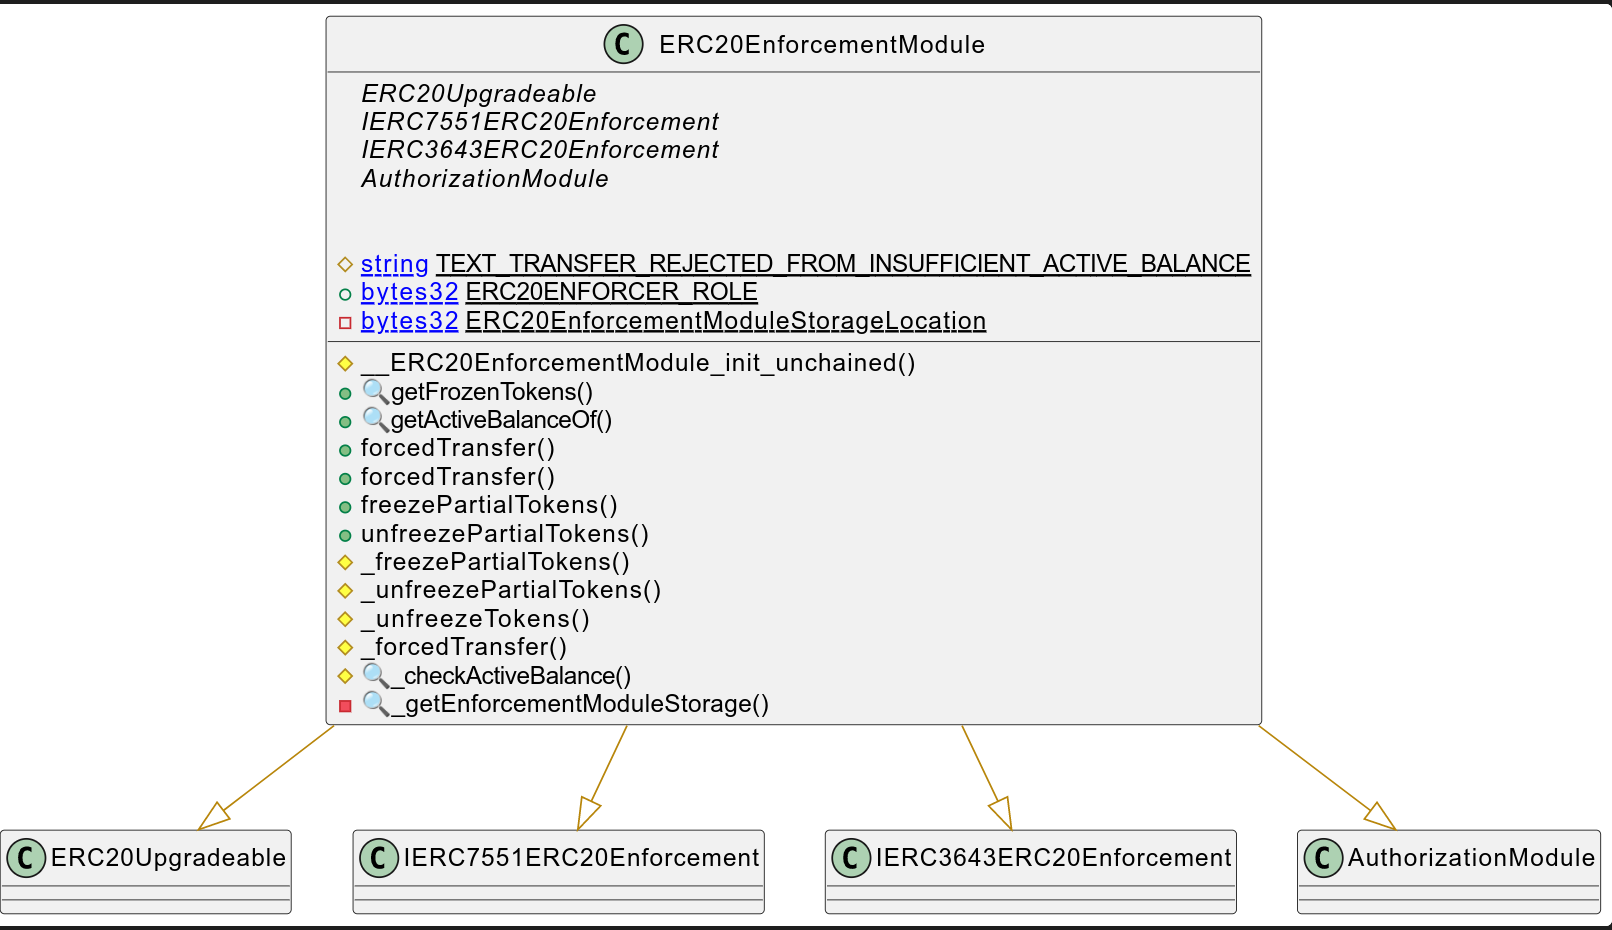 C ERC20EnforcementModule
ERC20Upgradeable
IERC7551ERC20Enforcement
IERC3643ERC20Enforcement
AuthorizationModule
string TEXT_TRANSFER_REJECTED_FROM_INSUFFICIENT_ACTIVE_BALANCE
bytes32 ERC20ENFORCER_ROLE
bytes32 ERC20EnforcementModuleStorageLocation
__ERC20EnforcementModule_init_unchained()
🔍getFrozenTokens()
🔍getActiveBalanceOf()
forcedTransfer()
forcedTransfer()
freezePartialTokens()
unfreezePartialTokens()
_freezePartialTokens()
_unfreezePartialTokens()
_unfreezeTokens()
_forcedTransfer()
🔍_checkActiveBalance()
🔍_getEnforcementModuleStorage()
C ERC20Upgradeable
C IERC7551ERC20Enforcement
C IERC3643ERC20Enforcement
C AuthorizationModule